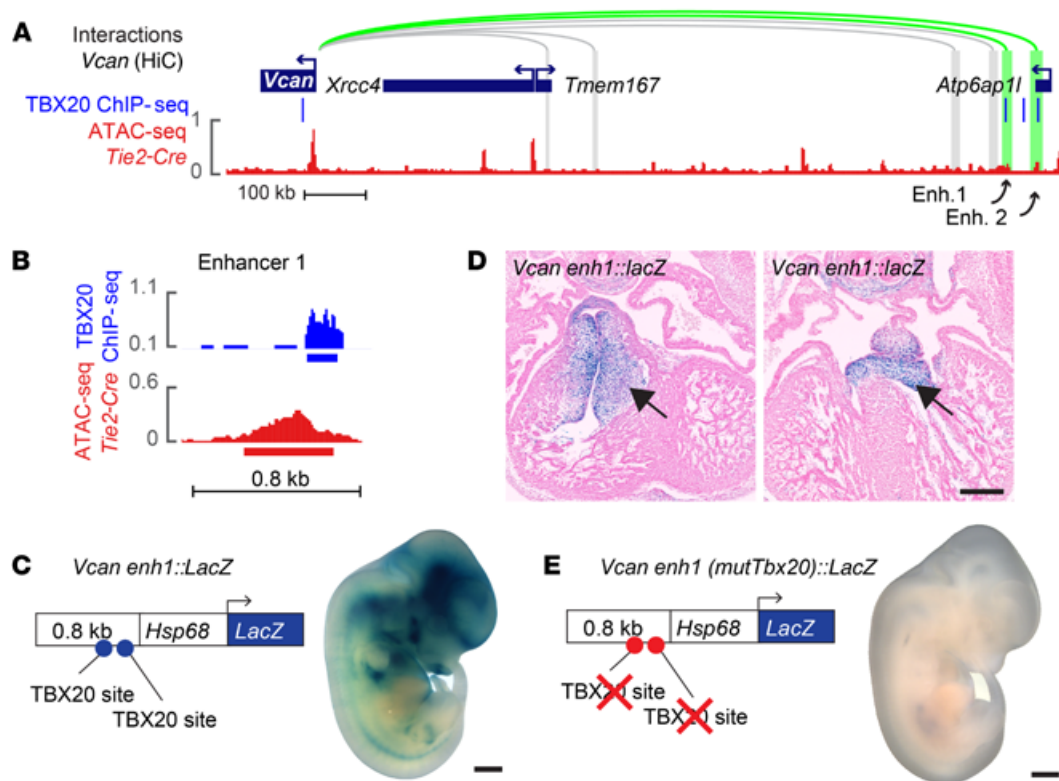 A
Interactions
Vcan (HiC)
Vcan
Xrcc4
Tmem167
Atp6ap1l
TBX20 ChIP-seq
ATAC-seq
Tie2-Cre
1
0
100 kb
Enh.1
Enh. 2
B
Enhancer 1
TBX20
ChIP-seq
1.1
0.1
ATAC-seq
Tie2-Cre
0.6
0
0.8 kb
D
Vcan enh1::lacZ
Vcan enh1::lacZ
C
Vcan enh1::LacZ
0.8 kb
Hsp68
LacZ
TBX20 site
TBX20 site
E
Vcan enh1 (mutTbx20)::LacZ
0.8 kb
Hsp68
LacZ
TBX20 site
TBX20 site